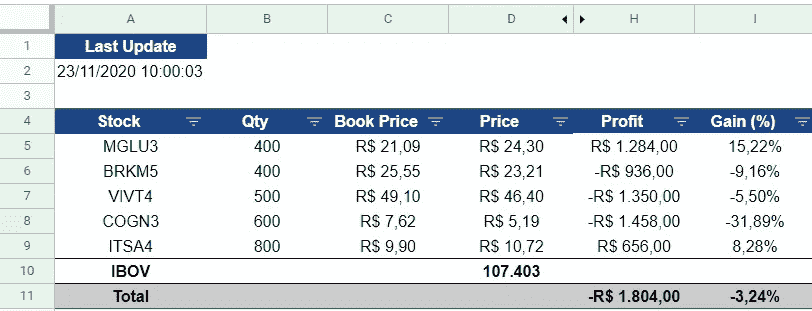 A B C D H I
1 Last Update
2 23/11/2020 10:00:03
3
4 Stock Qty Book Price Price Profit Gain (%)
5 MGLU3 400 R$ 21,09 R$ 24,30 R$ 1.284,00 15,22%
6 BRKM5 400 R$ 25,55 R$ 23,21 -R$ 936,00 -9,16%
7 VIVT4 500 R$ 49,10 R$ 46,40 -R$ 1.350,00 -5,50%
8 COGN3 600 R$ 7,62 R$ 5,19 -R$ 1.458,00 -31,89%
9 ITSA4 800 R$ 9,90 R$ 10,72 R$ 656,00 8,28%
10 IBOV 107.403
11 Total -R$ 1.804,00 -3,24%